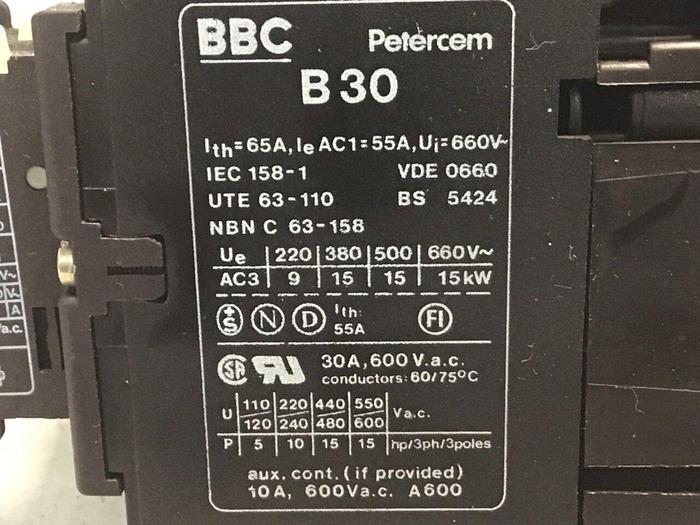 BBC Petercem
B 30
Ith=65A, Ie AC1=55A, Ui=660V~
IEC 158-1 VDE 0660
UTE 63-110 BS 5424
NBN C 63-158
Ue 220 380 500 660V~
AC3 9 15 15 15kW
S N D Ith: 55A FI
SA RU 30A, 600 V.a.c.
conductors: 60/75°C
U 110/120 220/240 440/480 550/600 Va.c.
P 5 10 15 15 hp/3ph/3poles
aux. cont. (if provided)
10A, 600Va.c. A600
V~
V~
A
/a.c.